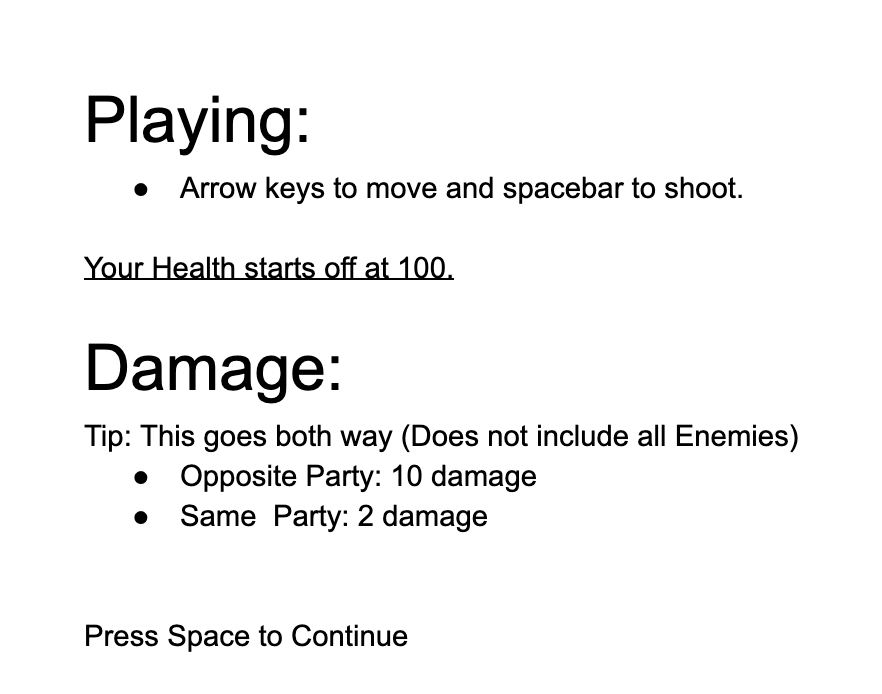 Playing:
● Arrow keys to move and spacebar to shoot.
Your Health starts off at 100.
Damage:
Tip: This goes both way (Does not include all Enemies)
● Opposite Party: 10 damage
● Same  Party: 2 damage
Press Space to Continue